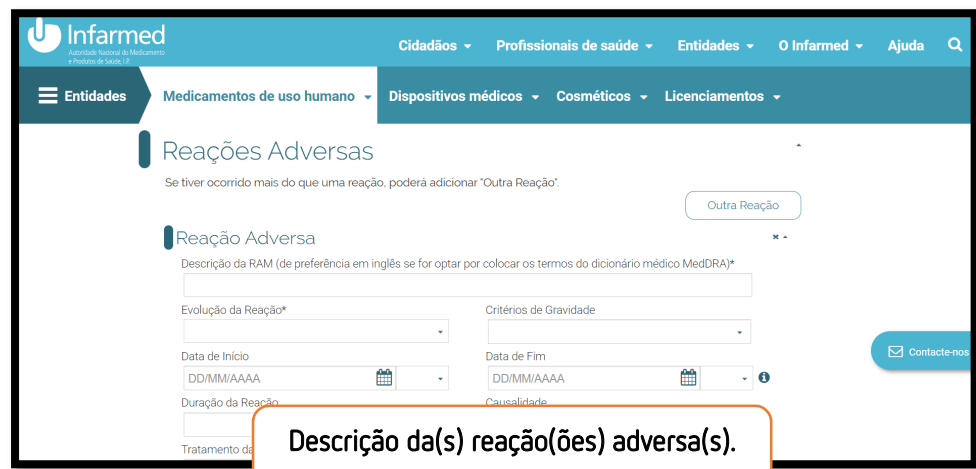 Infarmed
Autoridade Nacional do Medicamento
e Produtos de Saúde, I.P.
Cidadãos Profissionais de saúde Entidades O Infarmed Ajuda
Entidades Medicamentos de uso humano Dispositivos médicos Cosméticos Licenciamentos
Reações Adversas
Se tiver ocorrido mais do que uma reação, poderá adicionar "Outra Reação".
Outra Reação
Reação Adversa
Descrição da RAM (de preferência em inglês se for optar por colocar os termos do dicionário médico MedDRA)*
Evolução da Reação* Critérios de Gravidade
Data de Início Data de Fim
DD/MM/AAAA DD/MM/AAAA
Contacte-nos
Duração da Reação Causalidade
Tratamento da
Descrição da(s) reação(ões) adversa(s).